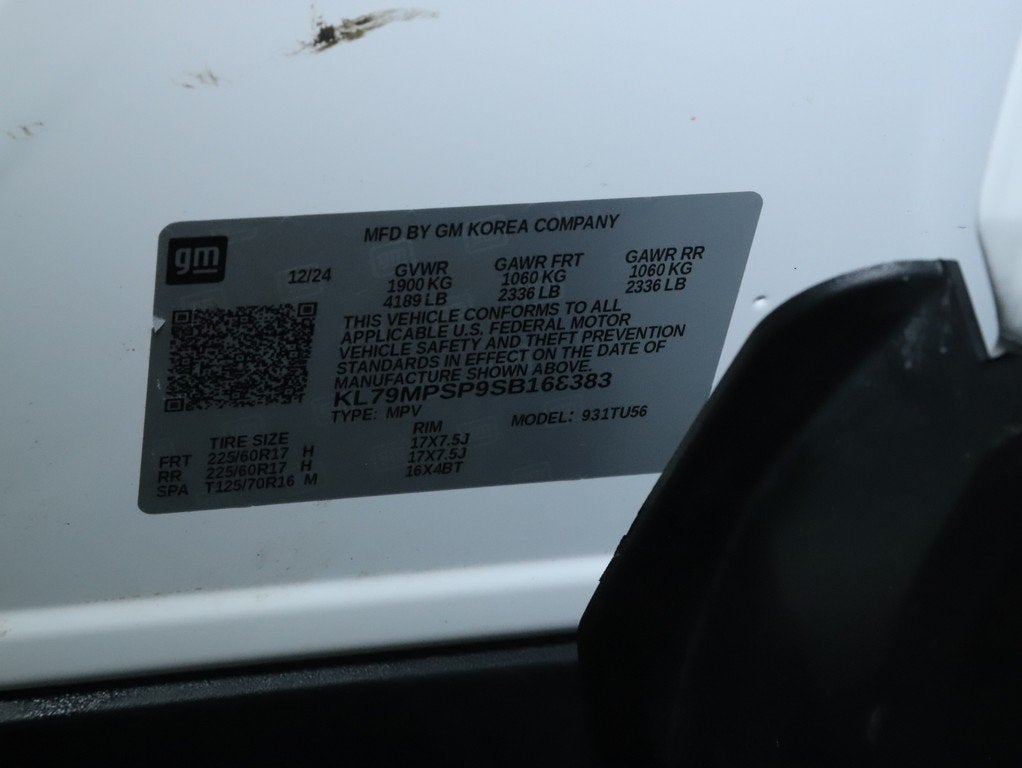 MFD BY GM KOREA COMPANY
gm
12/24
GVWR
1900 KG
4189 LB
GAWR FRT
1060 KG
2336 LB
GAWR RR
1060 KG
2336 LB
THIS VEHICLE CONFORMS TO ALL
APPLICABLE U.S. FEDERAL MOTOR
VEHICLE SAFETY AND THEFT PREVENTION
STANDARDS IN EFFECT ON THE DATE OF
MANUFACTURE SHOWN ABOVE.
KL79MPSP9SB168383
TYPE: MPV MODEL: 931TU56
TIRE SIZE RIM
FRT 225/60R17 H 17X7.5J
RR 225/60R17 H 17X7.5J
SPA T125/70R16 M 16X4BT